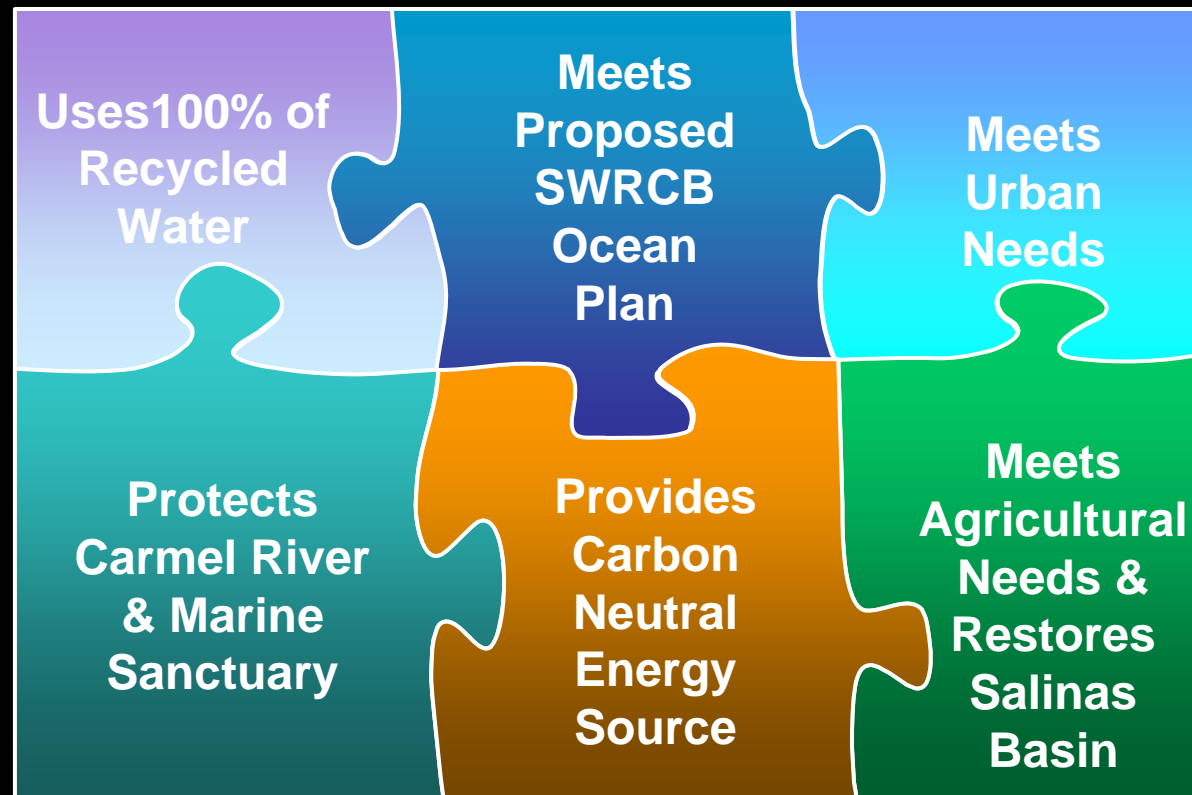 Uses100% of
Recycled
Water
Meets
Proposed
SWRCB
Ocean
Plan
Meets
Urban
Needs
Protects
Carmel River
& Marine
Sanctuary
Provides
Carbon
Neutral
Energy
Source
Meets
Agricultural
Needs &
Restores
Salinas
Basin